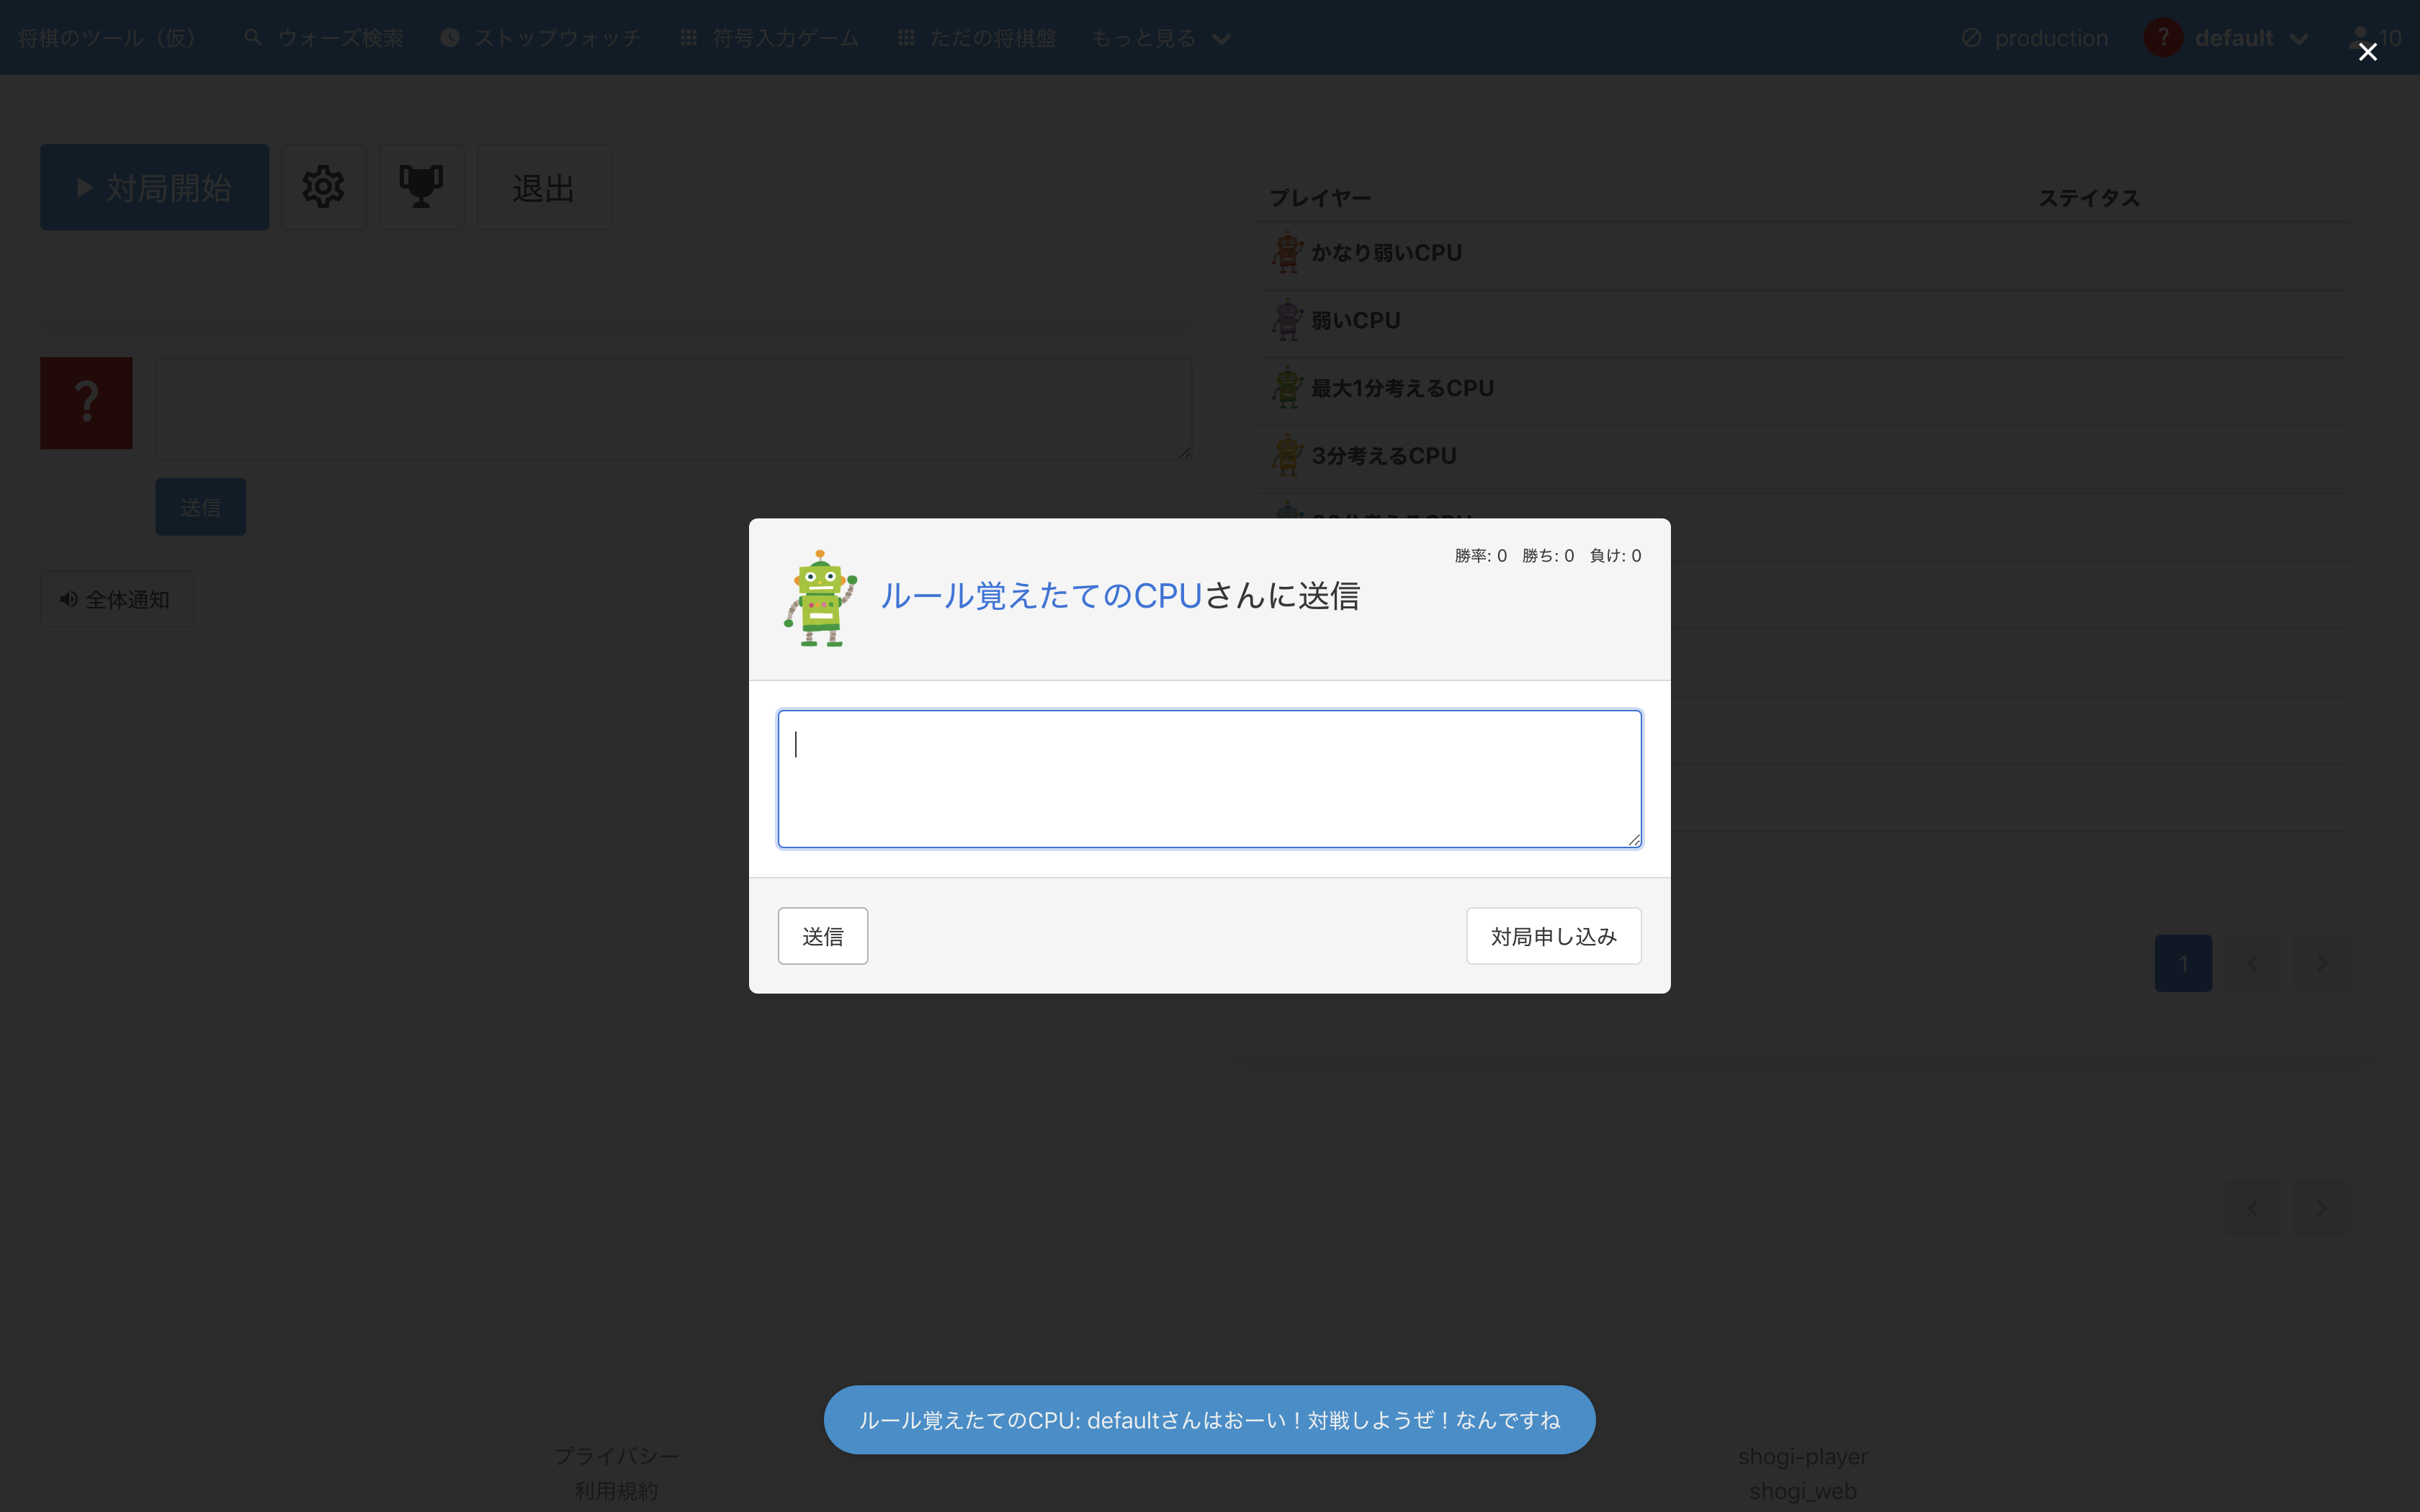 将棋のツール（仮） ウォーズ検索 ストップウォッチ 符号入力ゲーム ただの将棋盤 もっと見る production ? default 10
対局開始 退出
プレイヤー ステイタス
かなり弱いCPU
弱いCPU
最大1分考えるCPU
3分考えるCPU
?
送信
全体通知
勝率: 0 勝ち: 0 負け: 0
ルール覚えたてのCPUさんに送信
送信 対局申し込み
1
ルール覚えたてのCPU: defaultさんはおーい！対戦しようぜ！なんですね
プライバシー shogi-player
利用規約 shogi_web